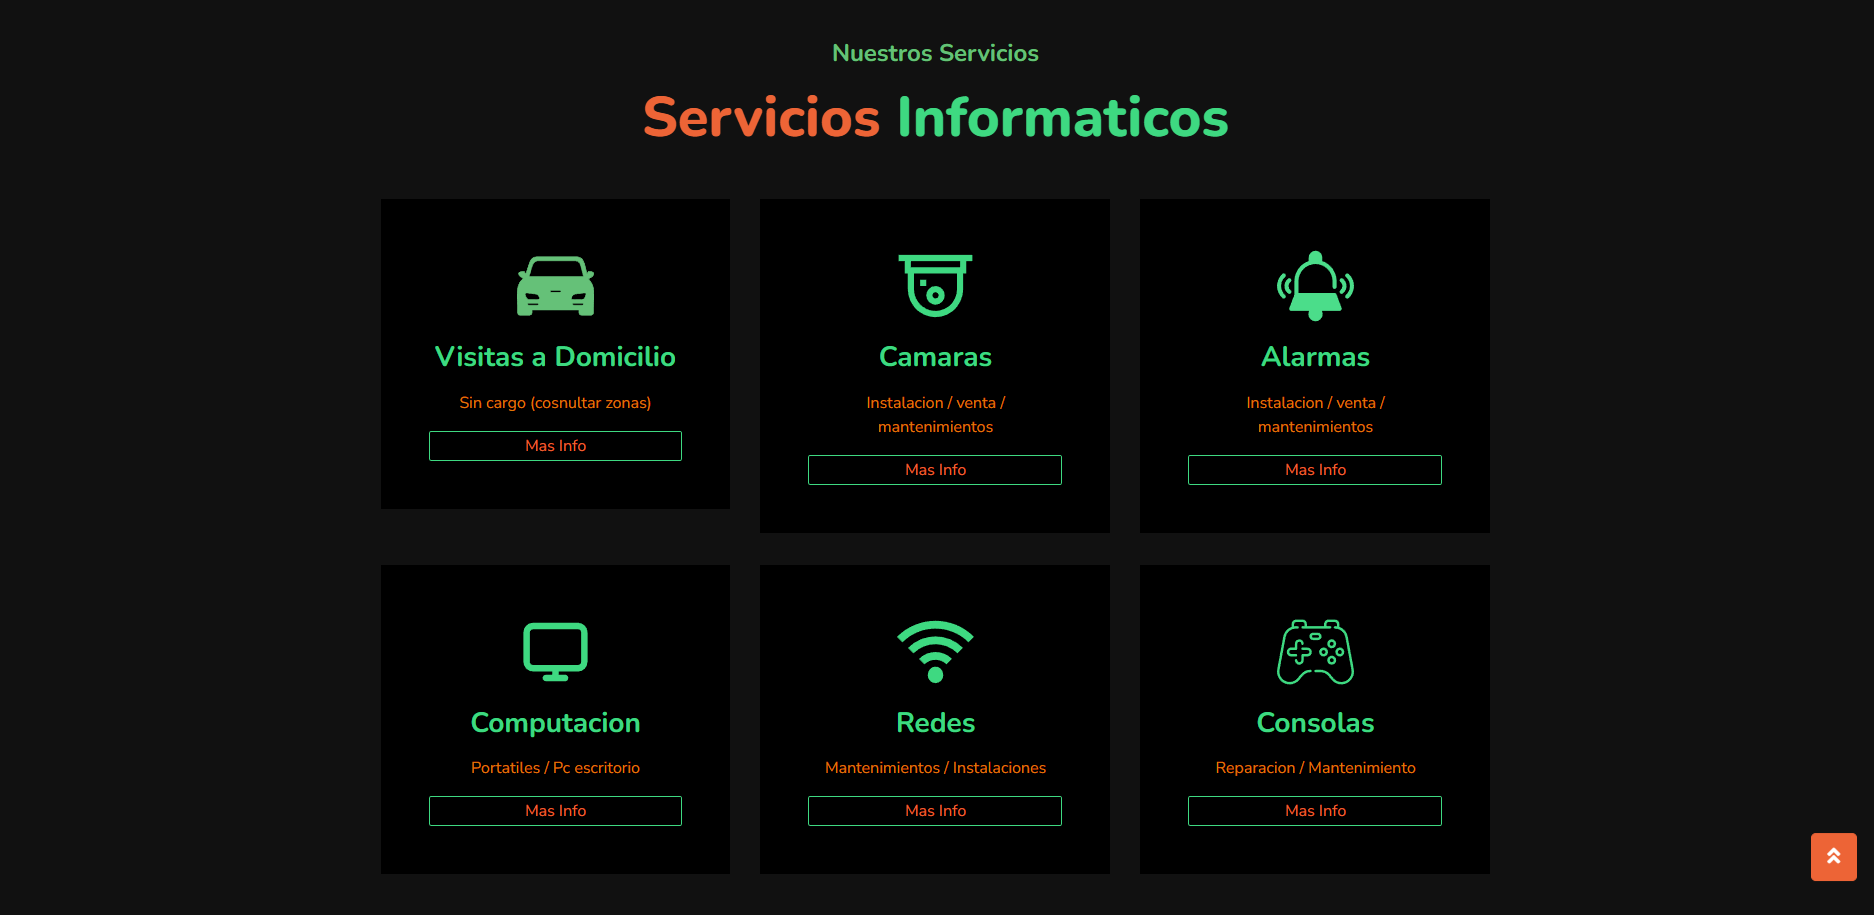 Nuestros Servicios
Servicios Informaticos
Visitas a Domicilio
Sin cargo (cosnultar zonas)
Mas Info
Camaras
Instalacion / venta /
mantenimientos
Mas Info
Alarmas
Instalacion / venta /
mantenimientos
Mas Info
Computacion
Portatiles / Pc escritorio
Mas Info
Redes
Mantenimientos / Instalaciones
Mas Info
Consolas
Reparacion / Mantenimiento
Mas Info